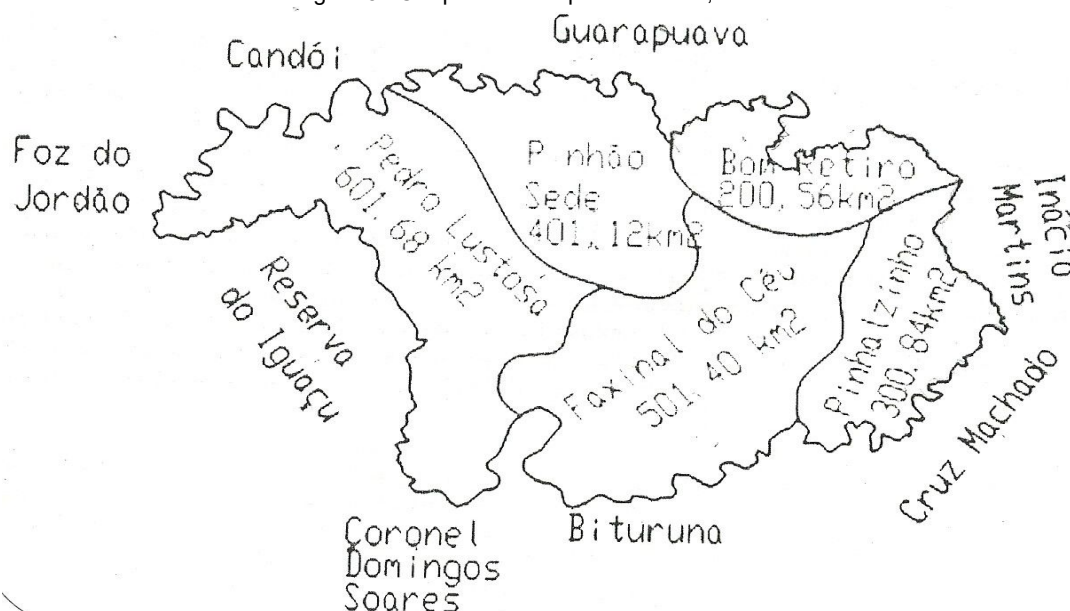 Guarapuava
Candói
Foz do
Jordão
Pedro Lustosa
601,68 km2
P nhão
Sede
401,12km2
Bom Retiro
200,56km2
Inácio
Martins
Reserva
do Iguaçu
Faxinal do Céu
501,40 km2
Pinhalzinho
300,84km2
Cruz Machado
Coronel
Domingos
Soares
Bituruna